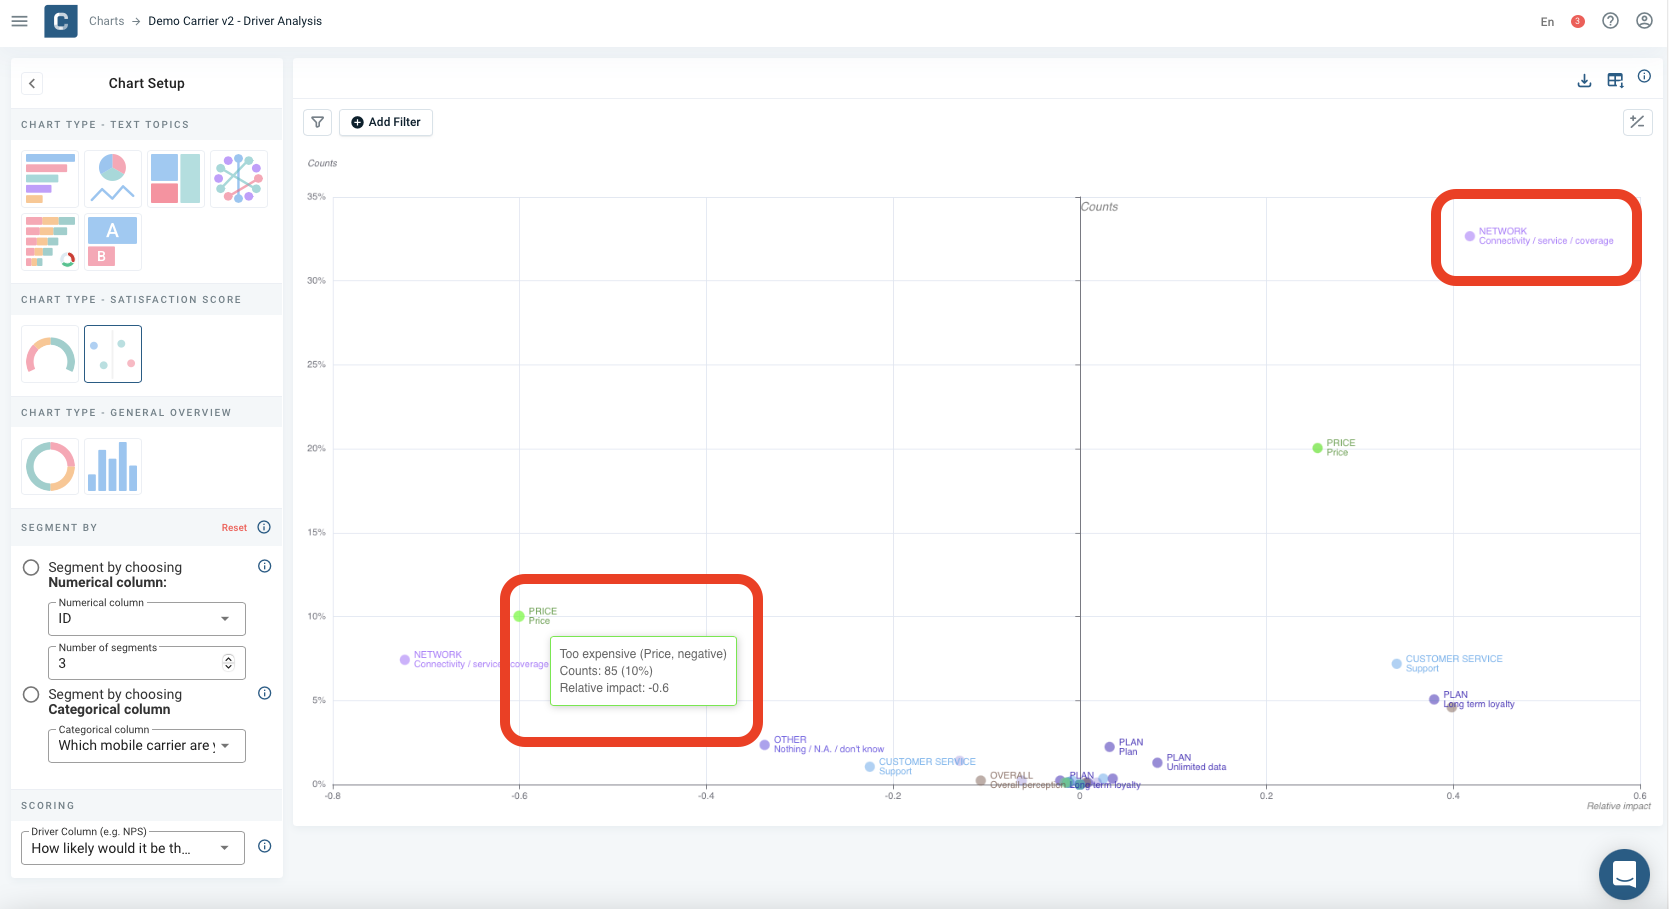 Charts → Demo Carrier v2 - Driver Analysis
En
3
C
Chart Setup
CHART TYPE - TEXT TOPICS
A
B
CHART TYPE - SATISFACTION SCORE
CHART TYPE - GENERAL OVERVIEW
SEGMENT BY
Reset
Segment by choosing
Numerical column:
Numerical column
ID
Number of segments
3
Segment by choosing
Categorical column
Categorical column
Which mobile carrier are
SCORING
Driver Column (e.g. NPS)
How likely would it be th...
Add Filter
Counts
35%
30%
25%
20%
15%
10%
5%
0%
Counts
NETWORK
Connectivity / service / coverage
PRICE
Price
PRICE
Price
Too expensive (Price, negative)
Counts: 85 (10%)
Relative impact: -0.6
NETWORK
Connectivity / service / coverage
CUSTOMER SERVICE
Support
PLAN
Long term loyalty
OTHER
Nothing / N.A. / don't know
PLAN
Plan
CUSTOMER SERVICE
Support
PLAN
Unlimited data
OVERALL
Overall perception
PLAN
Long term loyalty
-0.8
-0.6
-0.4
-0.2
0
0.2
0.4
0.6
Relative impact